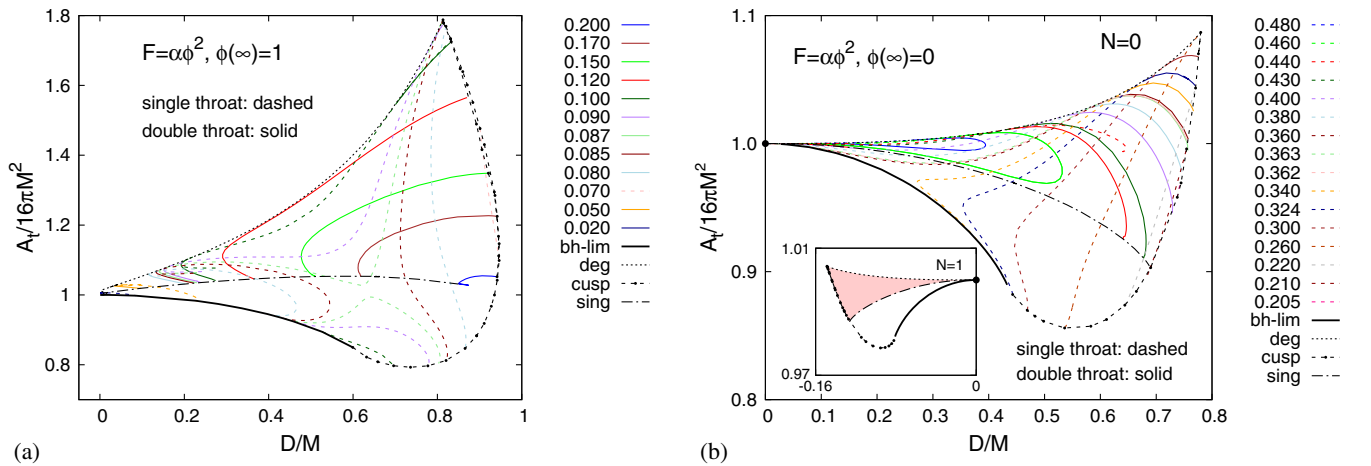 F=αϕ², ϕ(∞)=1
single throat: dashed
double throat: solid
A_t/16πM²
1.8
1.6
1.4
1.2
1
0.8
0
0.2
0.4
0.6
0.8
1
D/M
0.200
0.170
0.150
0.120
0.100
0.090
0.087
0.085
0.080
0.070
0.050
0.020
bh-lim
deg
cusp
sing
(a)
F=αϕ², ϕ(∞)=0
N=0
A_t/16πM²
1.1
1.0
0.9
0.8
0
0.1
0.2
0.3
0.4
0.5
0.6
0.7
0.8
D/M
1.01
0.97
-0.16
0
N=1
single throat: dashed
double throat: solid
0.480
0.460
0.440
0.430
0.400
0.380
0.360
0.363
0.362
0.340
0.324
0.300
0.260
0.220
0.210
0.205
bh-lim
deg
cusp
sing
(b)